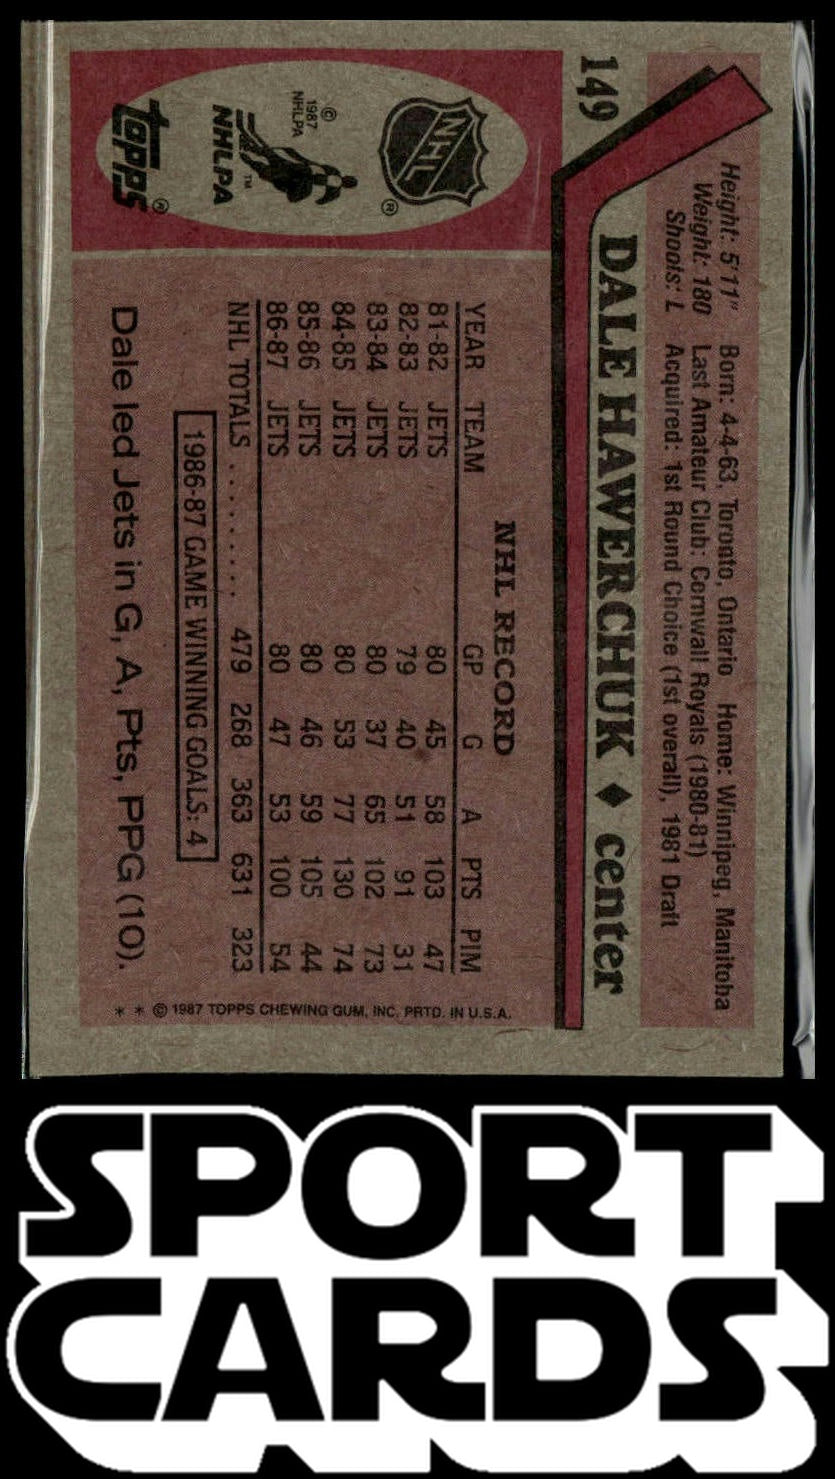 149
Height: 5'11" Born: 4-4-63, Toronto, Ontario Home: Winnipeg, Manitoba
Weight: 180 Last Amateur Club: Cornwall Royals (1980-81)
Shoots: L Acquired: 1st Round Choice (1st overall), 1981 Draft
DALE HAWERCHUK ♦ center
NHL
®
© 1987 NHLPA
NHLPA
™
TOPPS
®
NHL RECORD
YEAR TEAM GP G A PTS PIM
81-82 JETS 80 45 58 103 47
82-83 JETS 79 40 51 91 31
83-84 JETS 80 37 65 102 73
84-85 JETS 80 53 77 130 74
85-86 JETS 80 46 59 105 44
86-87 JETS 80 47 53 100 54
NHL TOTALS . . . . . . . . . 479 268 363 631 323
1986-87 GAME WINNING GOALS: 4
Dale led Jets in G, A, Pts, PPG (10).
* * © 1987 TOPPS CHEWING GUM, INC. PRTD. IN U.S.A.
SPORT
CARDS